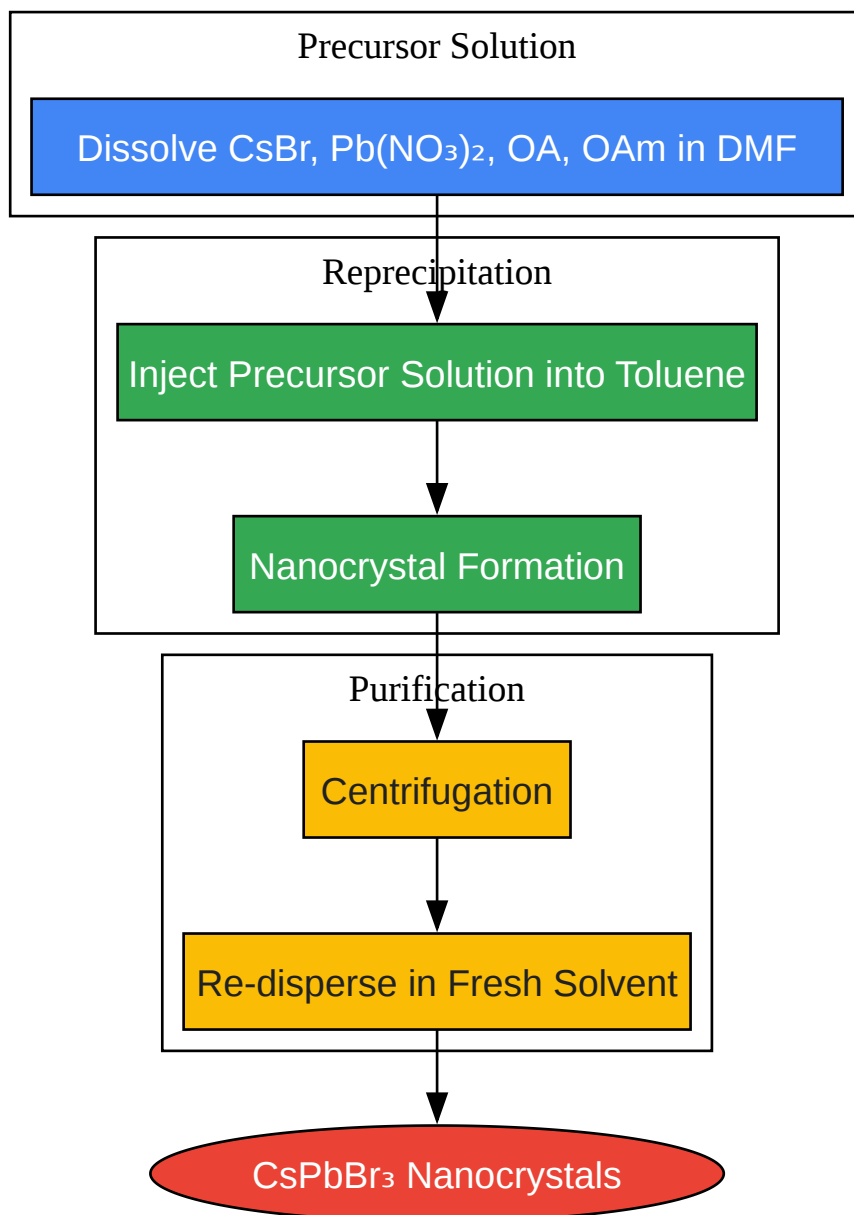 Precursor Solution
Dissolve CsBr, Pb(NO₃)₂, OA, OAm in DMF
Reprecipitation
Inject Precursor Solution into Toluene
Nanocrystal Formation
Purification
Centrifugation
Re-disperse in Fresh Solvent
CsPbBr₃ Nanocrystals